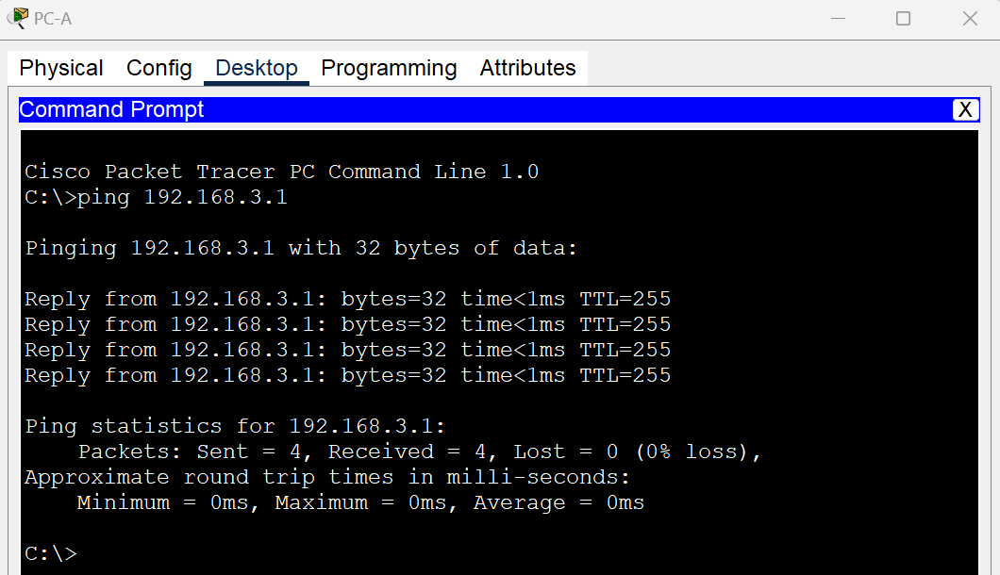 PC-A
Physical Config Desktop Programming Attributes
Command Prompt X
Cisco Packet Tracer PC Command Line 1.0
C:\>ping 192.168.3.1
Pinging 192.168.3.1 with 32 bytes of data:
Reply from 192.168.3.1: bytes=32 time<1ms TTL=255
Reply from 192.168.3.1: bytes=32 time<1ms TTL=255
Reply from 192.168.3.1: bytes=32 time<1ms TTL=255
Reply from 192.168.3.1: bytes=32 time<1ms TTL=255
Ping statistics for 192.168.3.1:
    Packets: Sent = 4, Received = 4, Lost = 0 (0% loss),
Approximate round trip times in milli-seconds:
    Minimum = 0ms, Maximum = 0ms, Average = 0ms
C:\>